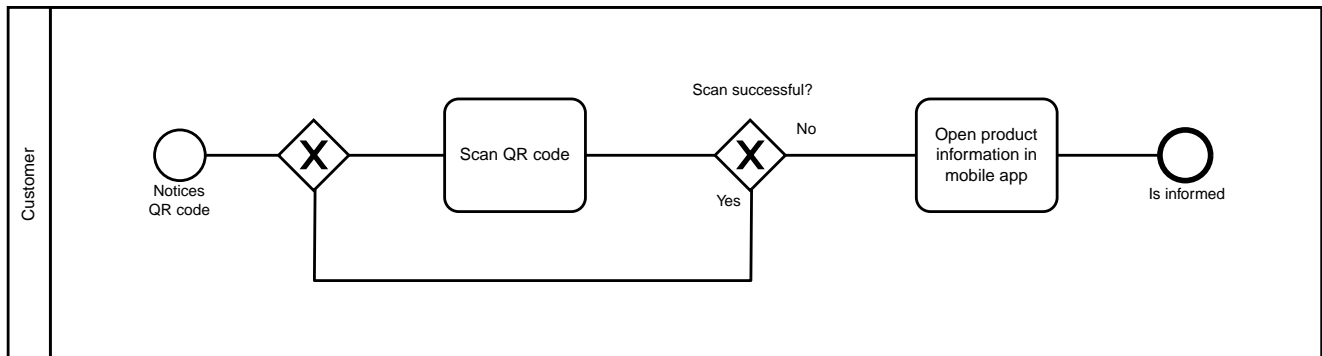 Customer
Notices
QR code
X
Scan QR code
Scan successful?
X
No
Yes
Open product
information in
mobile app
Is informed